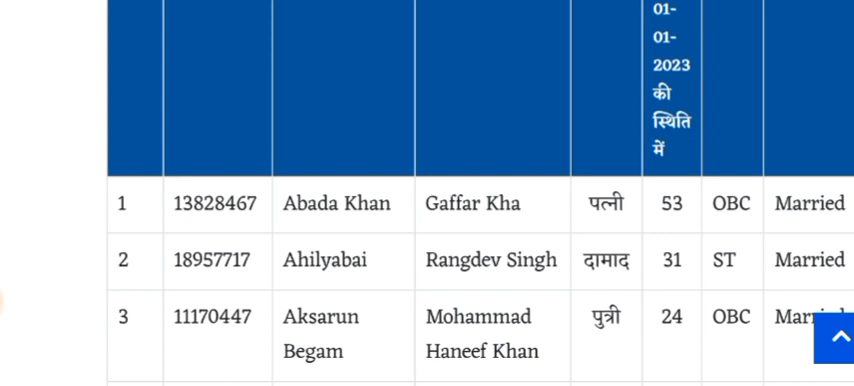 01-
01-
2023
की
स्थिति
में
1 13828467 Abada Khan Gaffar Kha पत्नी 53 OBC Married
2 18957717 Ahilyabai Rangdev Singh दामाद 31 ST Married
3 11170447 Aksarun Mohammad पुत्री 24 OBC
Begam Haneef Khan